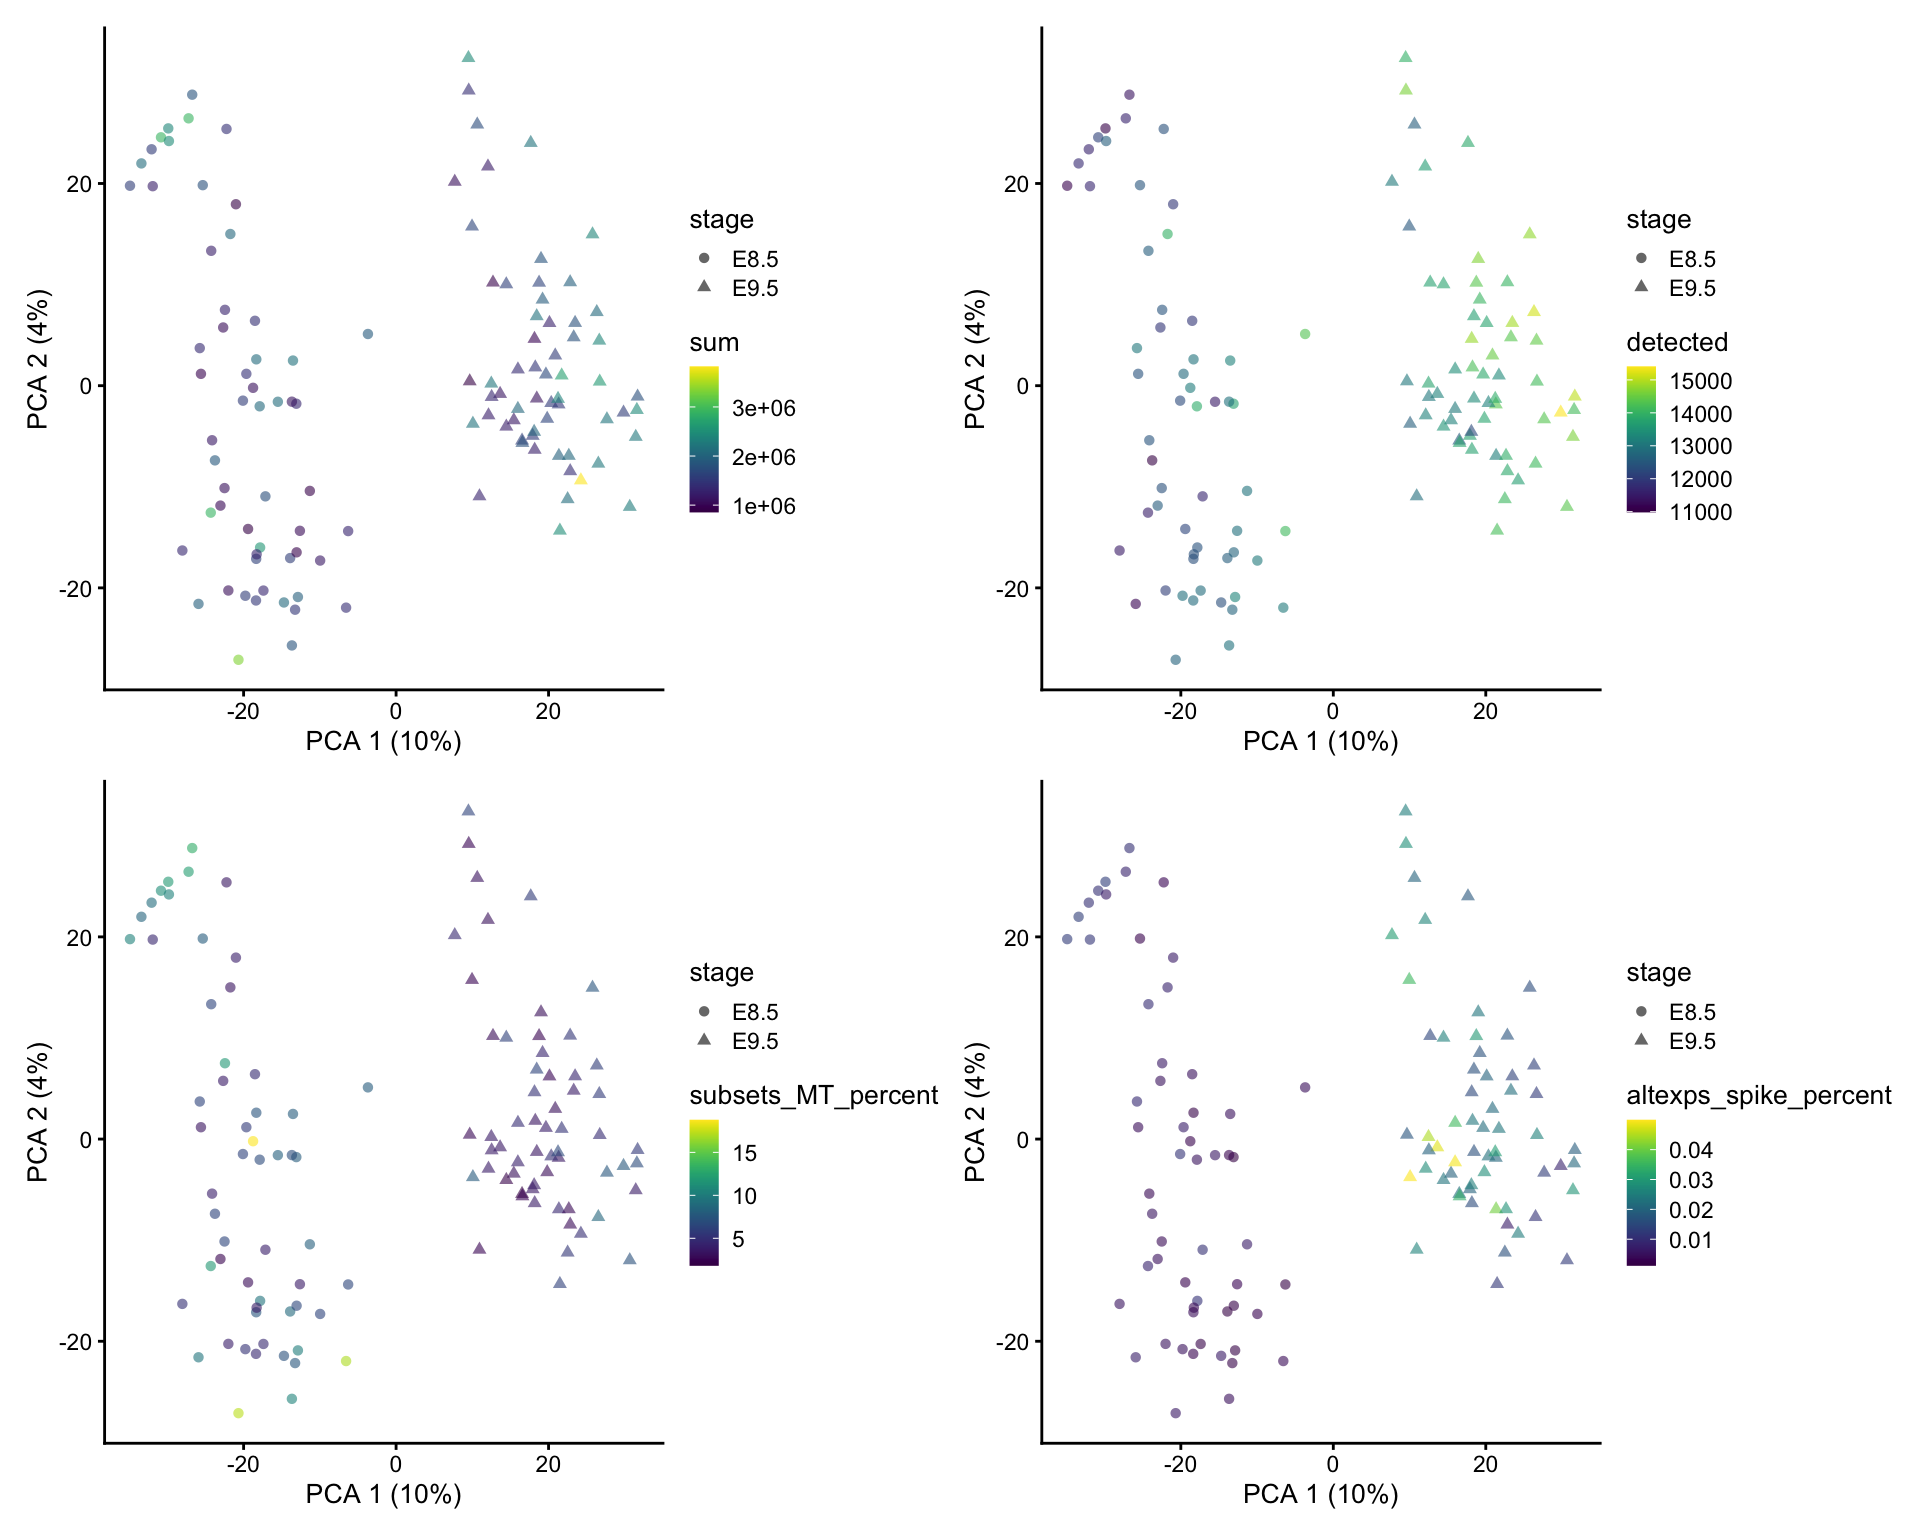 PCA 2 (4%)
20
0
-20
-20
0
20
PCA 1 (10%)
stage
E8.5
E9.5
sum
3e+06
2e+06
1e+06
PCA 2 (4%)
20
0
-20
-20
0
20
PCA 1 (10%)
stage
E8.5
E9.5
detected
15000
14000
13000
12000
11000
PCA 2 (4%)
20
0
-20
-20
0
20
PCA 1 (10%)
stage
E8.5
E9.5
subsets_MT_percent
15
10
5
PCA 2 (4%)
20
0
-20
-20
0
20
PCA 1 (10%)
stage
E8.5
E9.5
altexps_spike_percent
0.04
0.03
0.02
0.01